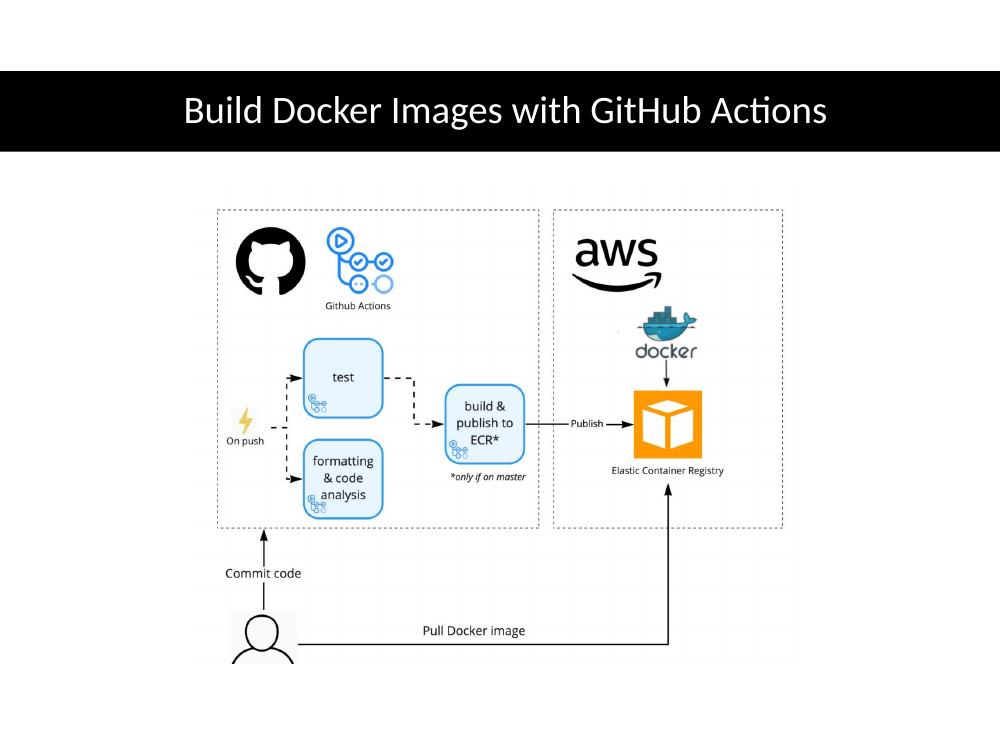 Build Docker Images with GitHub Actions
aws
Github Actions
docker
test
On push
build &
publish to
ECR*
Publish
*only if on master
formatting
& code
analysis
Elastic Container Registry
Commit code
Pull Docker image